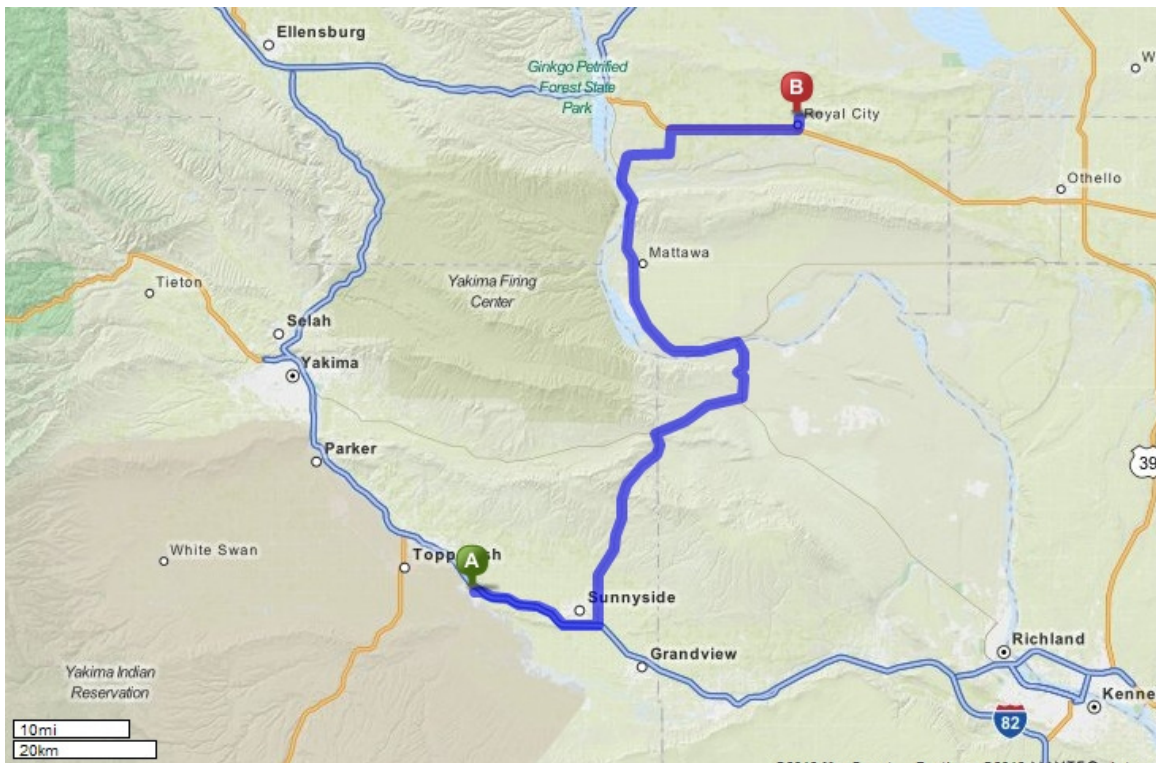 Ellensburg
Ginkgo Petrified
Forest State
Park
B
Royal City
W
Othello
Mattawa
Yakima Firing
Center
Tieton
Selah
Yakima
Parker
39
White Swan
A
Sunnyside
Grandview
Richland
Yakima Indian
Reservation
Kenne
82
10mi
20km